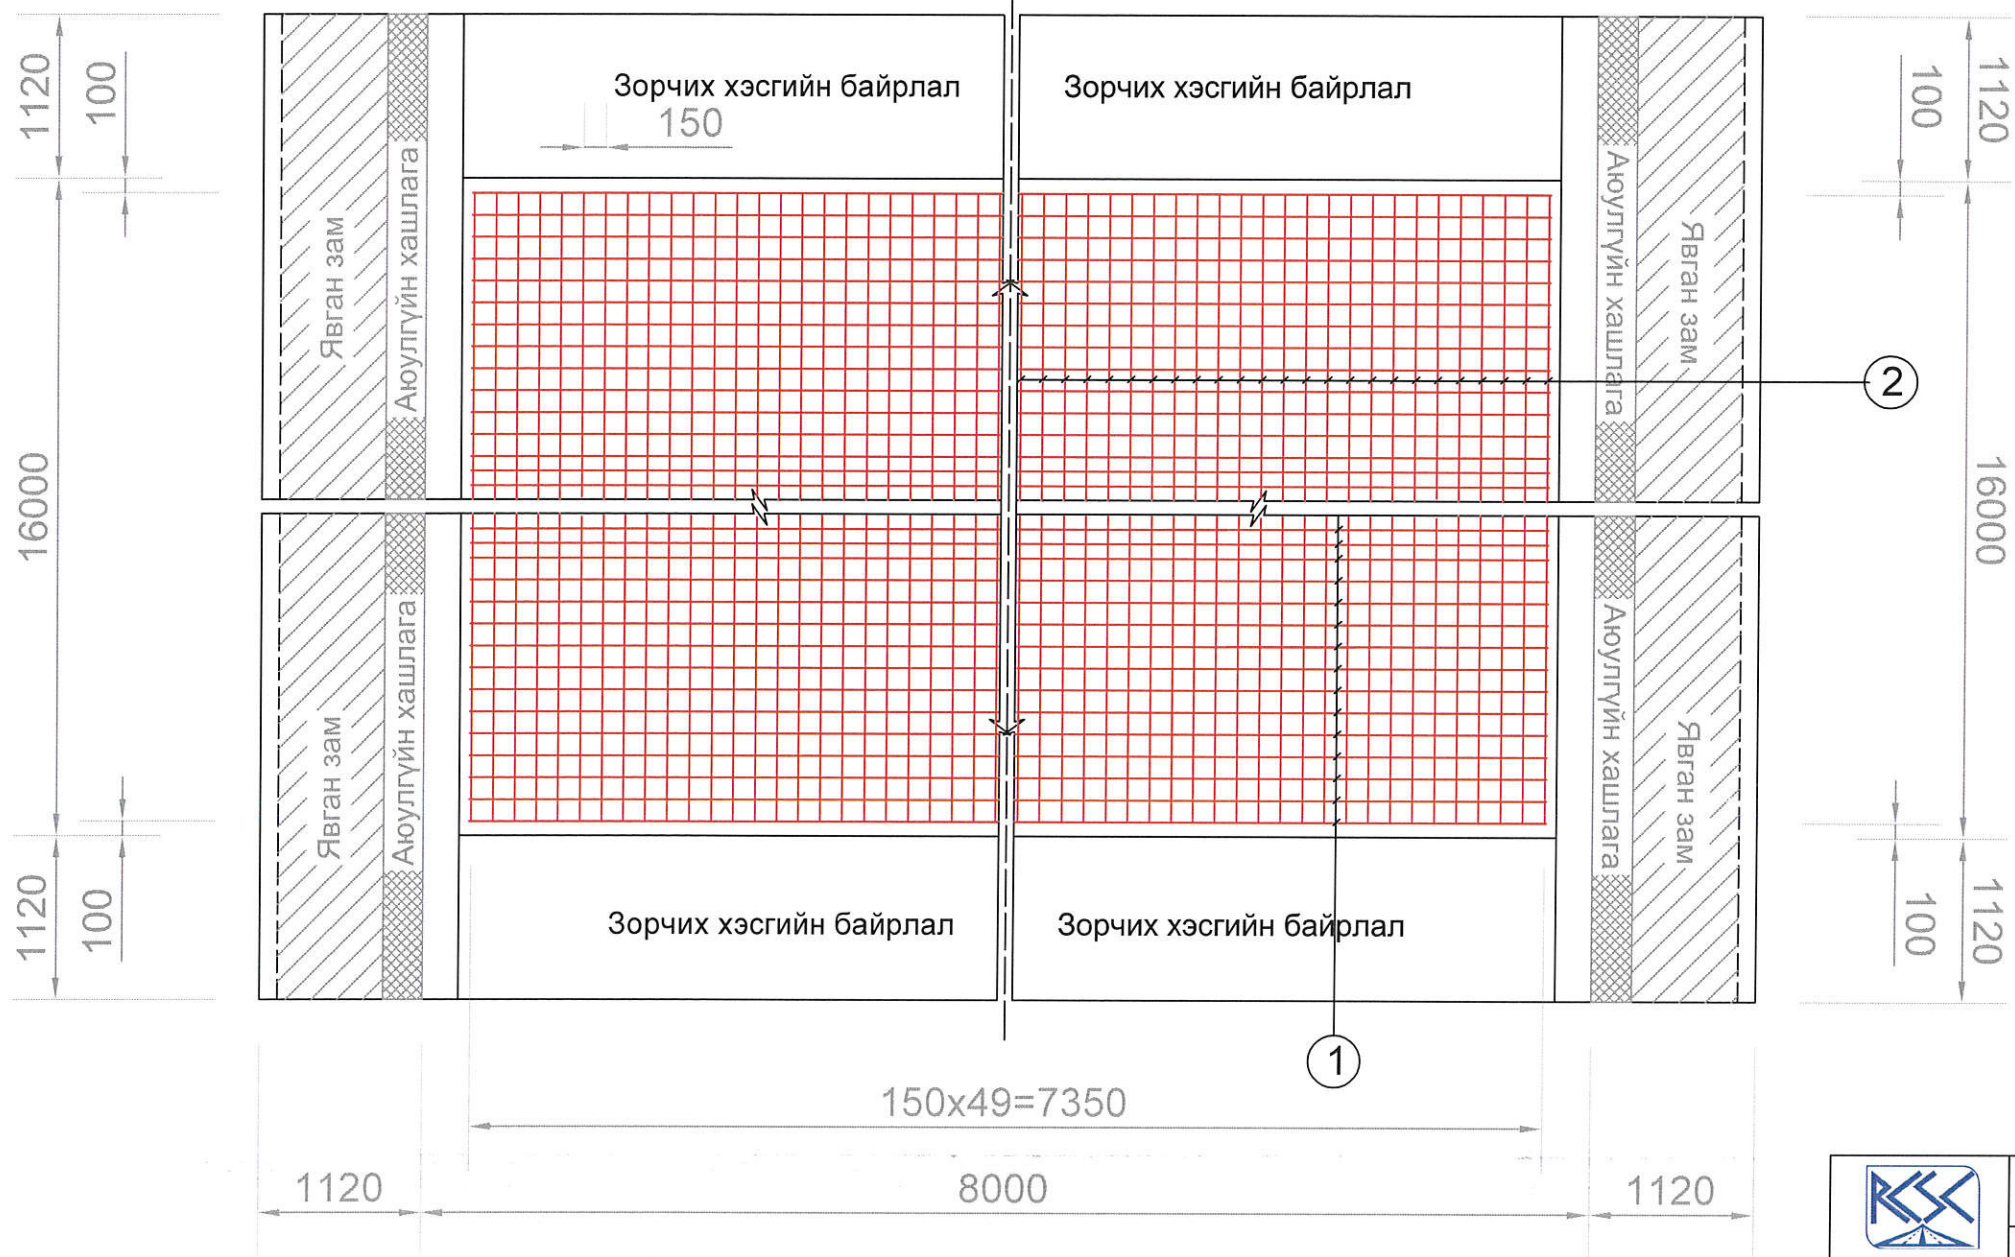 Зорчих хэсгийн байрлал
Зорчих хэсгийн байрлал
150
1120
100
16000
1120
100
Явган зам
Аюулгүйн хашлага
Аюулгүйн хашлага
Явган зам
1120
100
16000
1120
100
2
Явган зам
Аюулгүйн хашлага
Аюулгүйн хашлага
Явган зам
Зорчих хэсгийн байрлал
Зорчих хэсгийн байрлал
1
150x49=7350
1120
8000
1120
RCSC